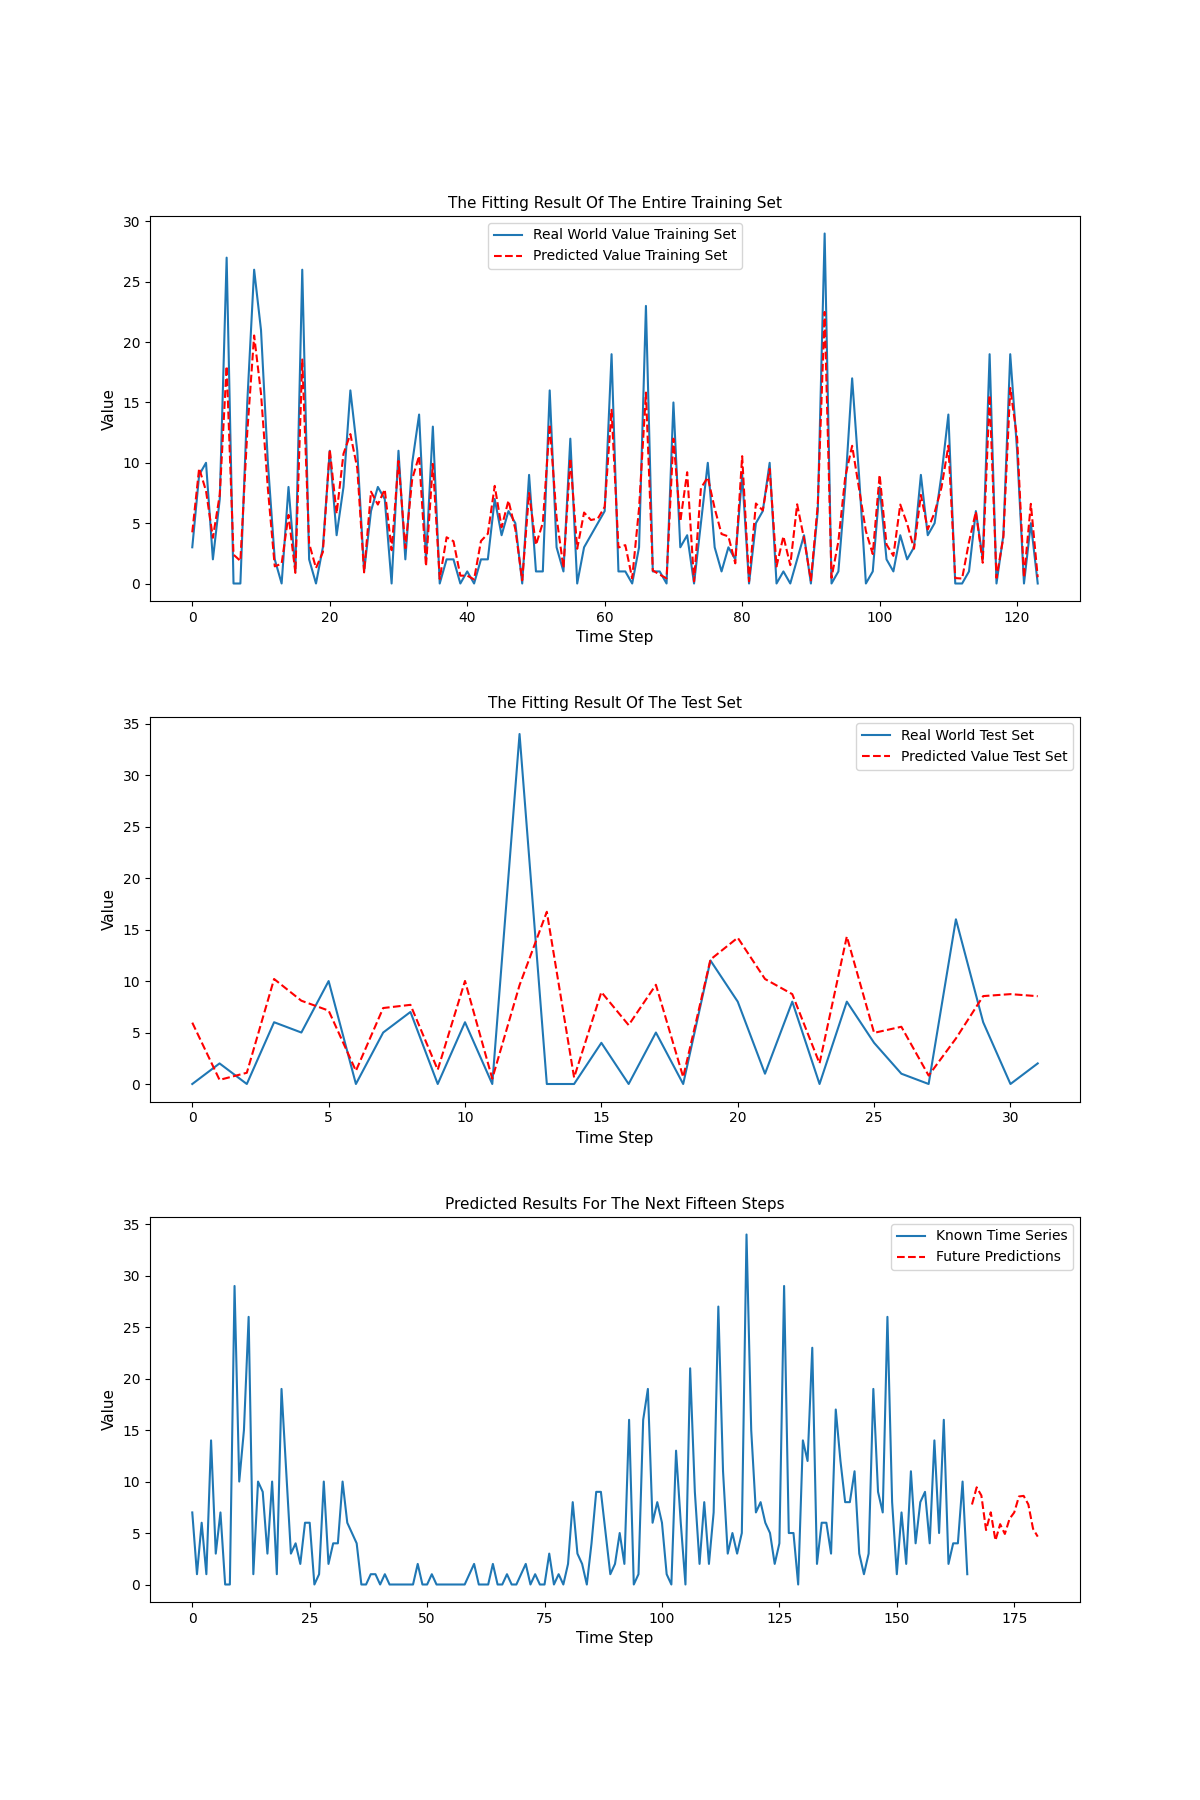 The Fitting Result Of The Entire Training Set
30
25
20
15
10
5
0
Value
Real World Value Training Set
Predicted Value Training Set
0 20 40 60 80 100 120
Time Step
The Fitting Result Of The Test Set
35
30
25
20
15
10
5
0
Value
Real World Test Set
Predicted Value Test Set
0 5 10 15 20 25 30
Time Step
Predicted Results For The Next Fifteen Steps
35
30
25
20
15
10
5
0
Value
Known Time Series
Future Predictions
0 25 50 75 100 125 150 175
Time Step